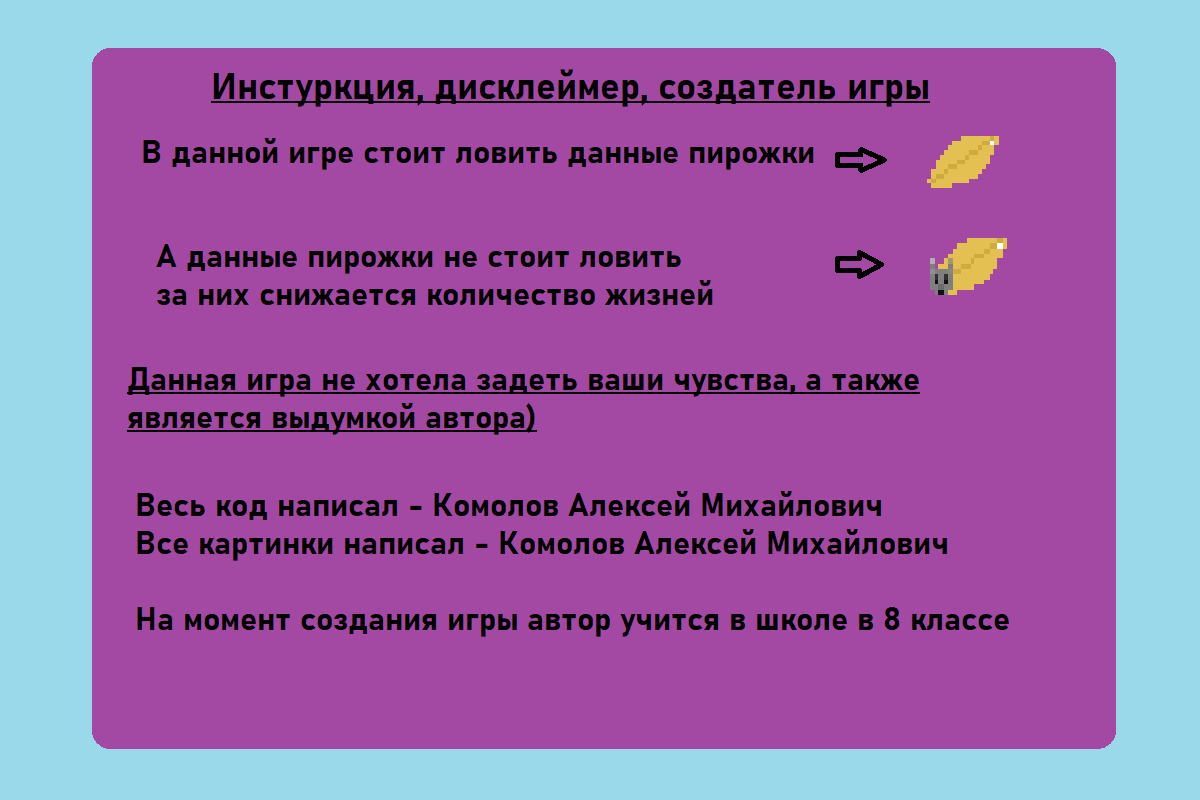 Инстуркция, дисклеймер, создатель игры
В данной игре стоит ловить данные пирожки
А данные пирожки не стоит ловить
за них снижается количество жизней
Данная игра не хотела задеть ваши чувства, а также
является выдумкой автора)
Весь код написал - Комолов Алексей Михайлович
Все картинки написал - Комолов Алексей Михайлович
На момент создания игры автор учится в школе в 8 классе